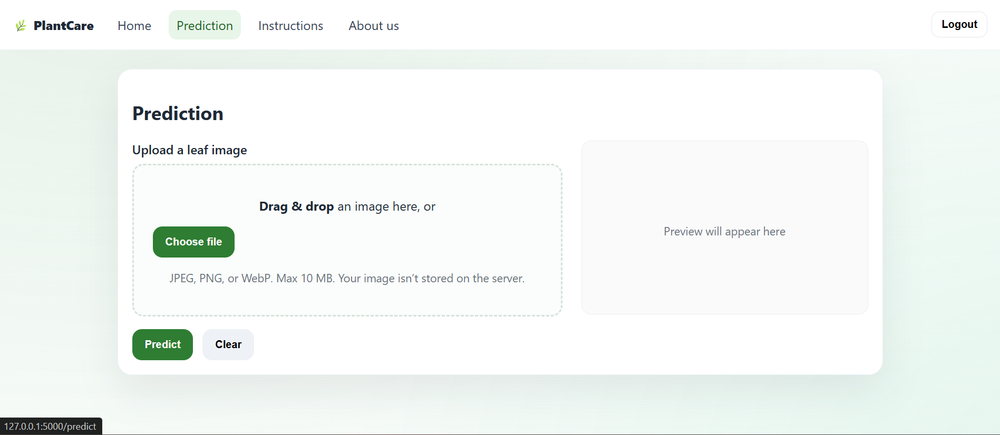 PlantCare Home Prediction Instructions About us Logout
Prediction
Upload a leaf image
Drag & drop an image here, or
Choose file
JPEG, PNG, or WebP. Max 10 MB. Your image isn’t stored on the server.
Preview will appear here
Predict Clear
127.0.0.1:5000/predict